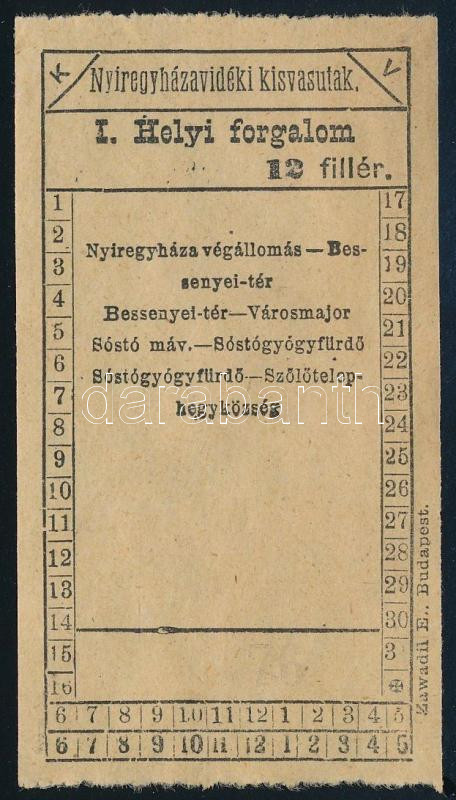 K Nyiregyházavidéki kisvasutak. V
I. Helyi forgalom
12 fillér.
1 17
2 18
3 19
4 20
5 21
6 22
7 23
8 24
9 25
10 26
11 27
12 28
13 29
14 30
15 3
16
Nyiregyháza végállomás—Bes-
senyei-tér
Bessenyei-tér—Városmajor
Sóstó máv.—Sóstógyógyfürdő
Sóstógyógyfürdő—Szőlőtelep-
hegyközség
darabanth
6 7 8 9 10 11 12 1 2 3 4 5
6 7 8 9 10 11 12 1 2 3 4 5
Zawadil E., Budapest.